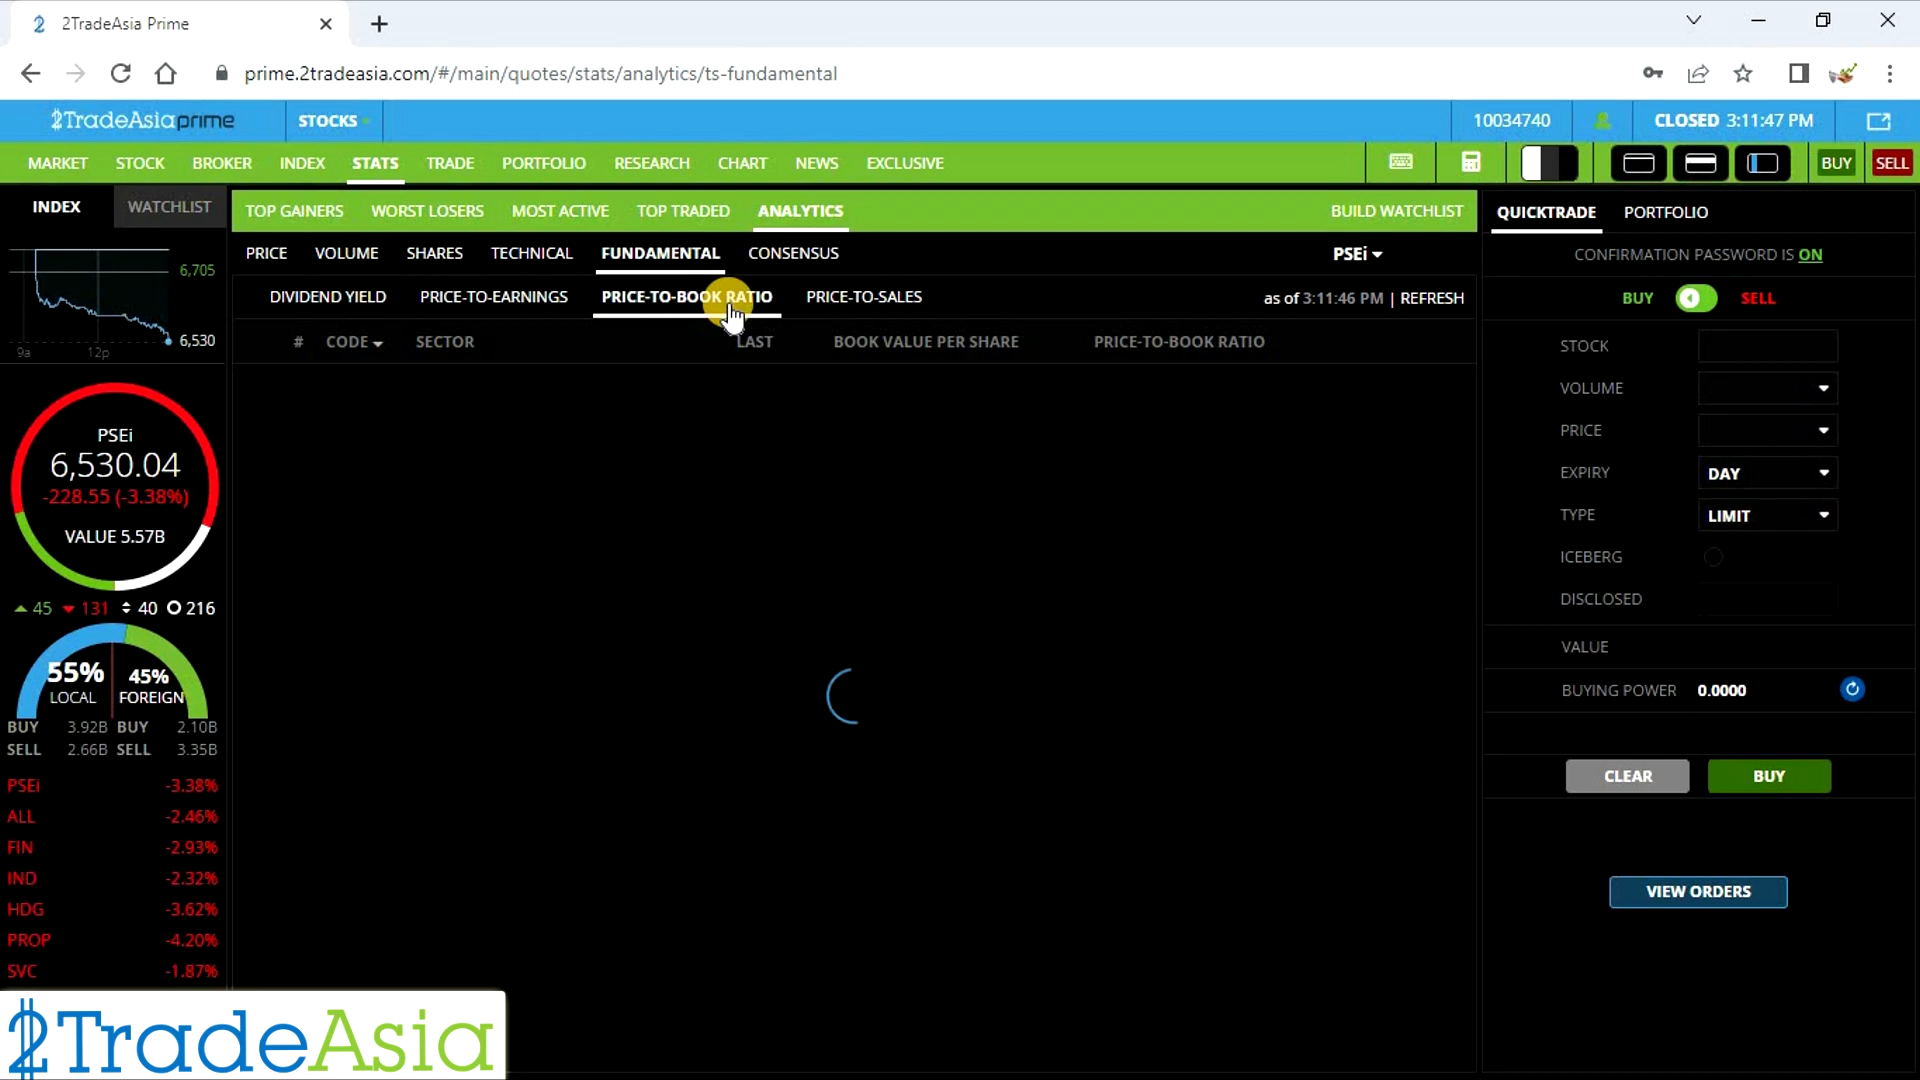 2TradeAsia Prime
prime.2tradeasia.com/#/main/quotes/stats/analytics/ts-fundamental
2TradeAsiaprime STOCKS 10034740 CLOSED 3:11:47 PM
MARKET STOCK BROKER INDEX STATS TRADE PORTFOLIO RESEARCH CHART NEWS EXCLUSIVE BUY SELL
INDEX WATCHLIST
6,705
6,530
9a 12p
PSEi
6,530.04
-228.55 (-3.38%)
VALUE 5.57B
45 131 40 216
55% 45%
LOCAL FOREIGN
BUY 3.92B BUY 2.10B
SELL 2.66B SELL 3.35B
PSEi -3.38%
ALL -2.46%
FIN -2.93%
IND -2.32%
HDG -3.62%
PROP -4.20%
SVC -1.87%
TOP GAINERS WORST LOSERS MOST ACTIVE TOP TRADED ANALYTICS BUILD WATCHLIST
PRICE VOLUME SHARES TECHNICAL FUNDAMENTAL CONSENSUS PSEi
DIVIDEND YIELD PRICE-TO-EARNINGS PRICE-TO-BOOK RATIO PRICE-TO-SALES as of 3:11:46 PM | REFRESH
# CODE SECTOR LAST BOOK VALUE PER SHARE PRICE-TO-BOOK RATIO
QUICKTRADE PORTFOLIO
CONFIRMATION PASSWORD IS ON
BUY SELL
STOCK
VOLUME
PRICE
EXPIRY DAY
TYPE LIMIT
ICEBERG
DISCLOSED
VALUE
BUYING POWER 0.0000
CLEAR BUY
VIEW ORDERS
2TradeAsia